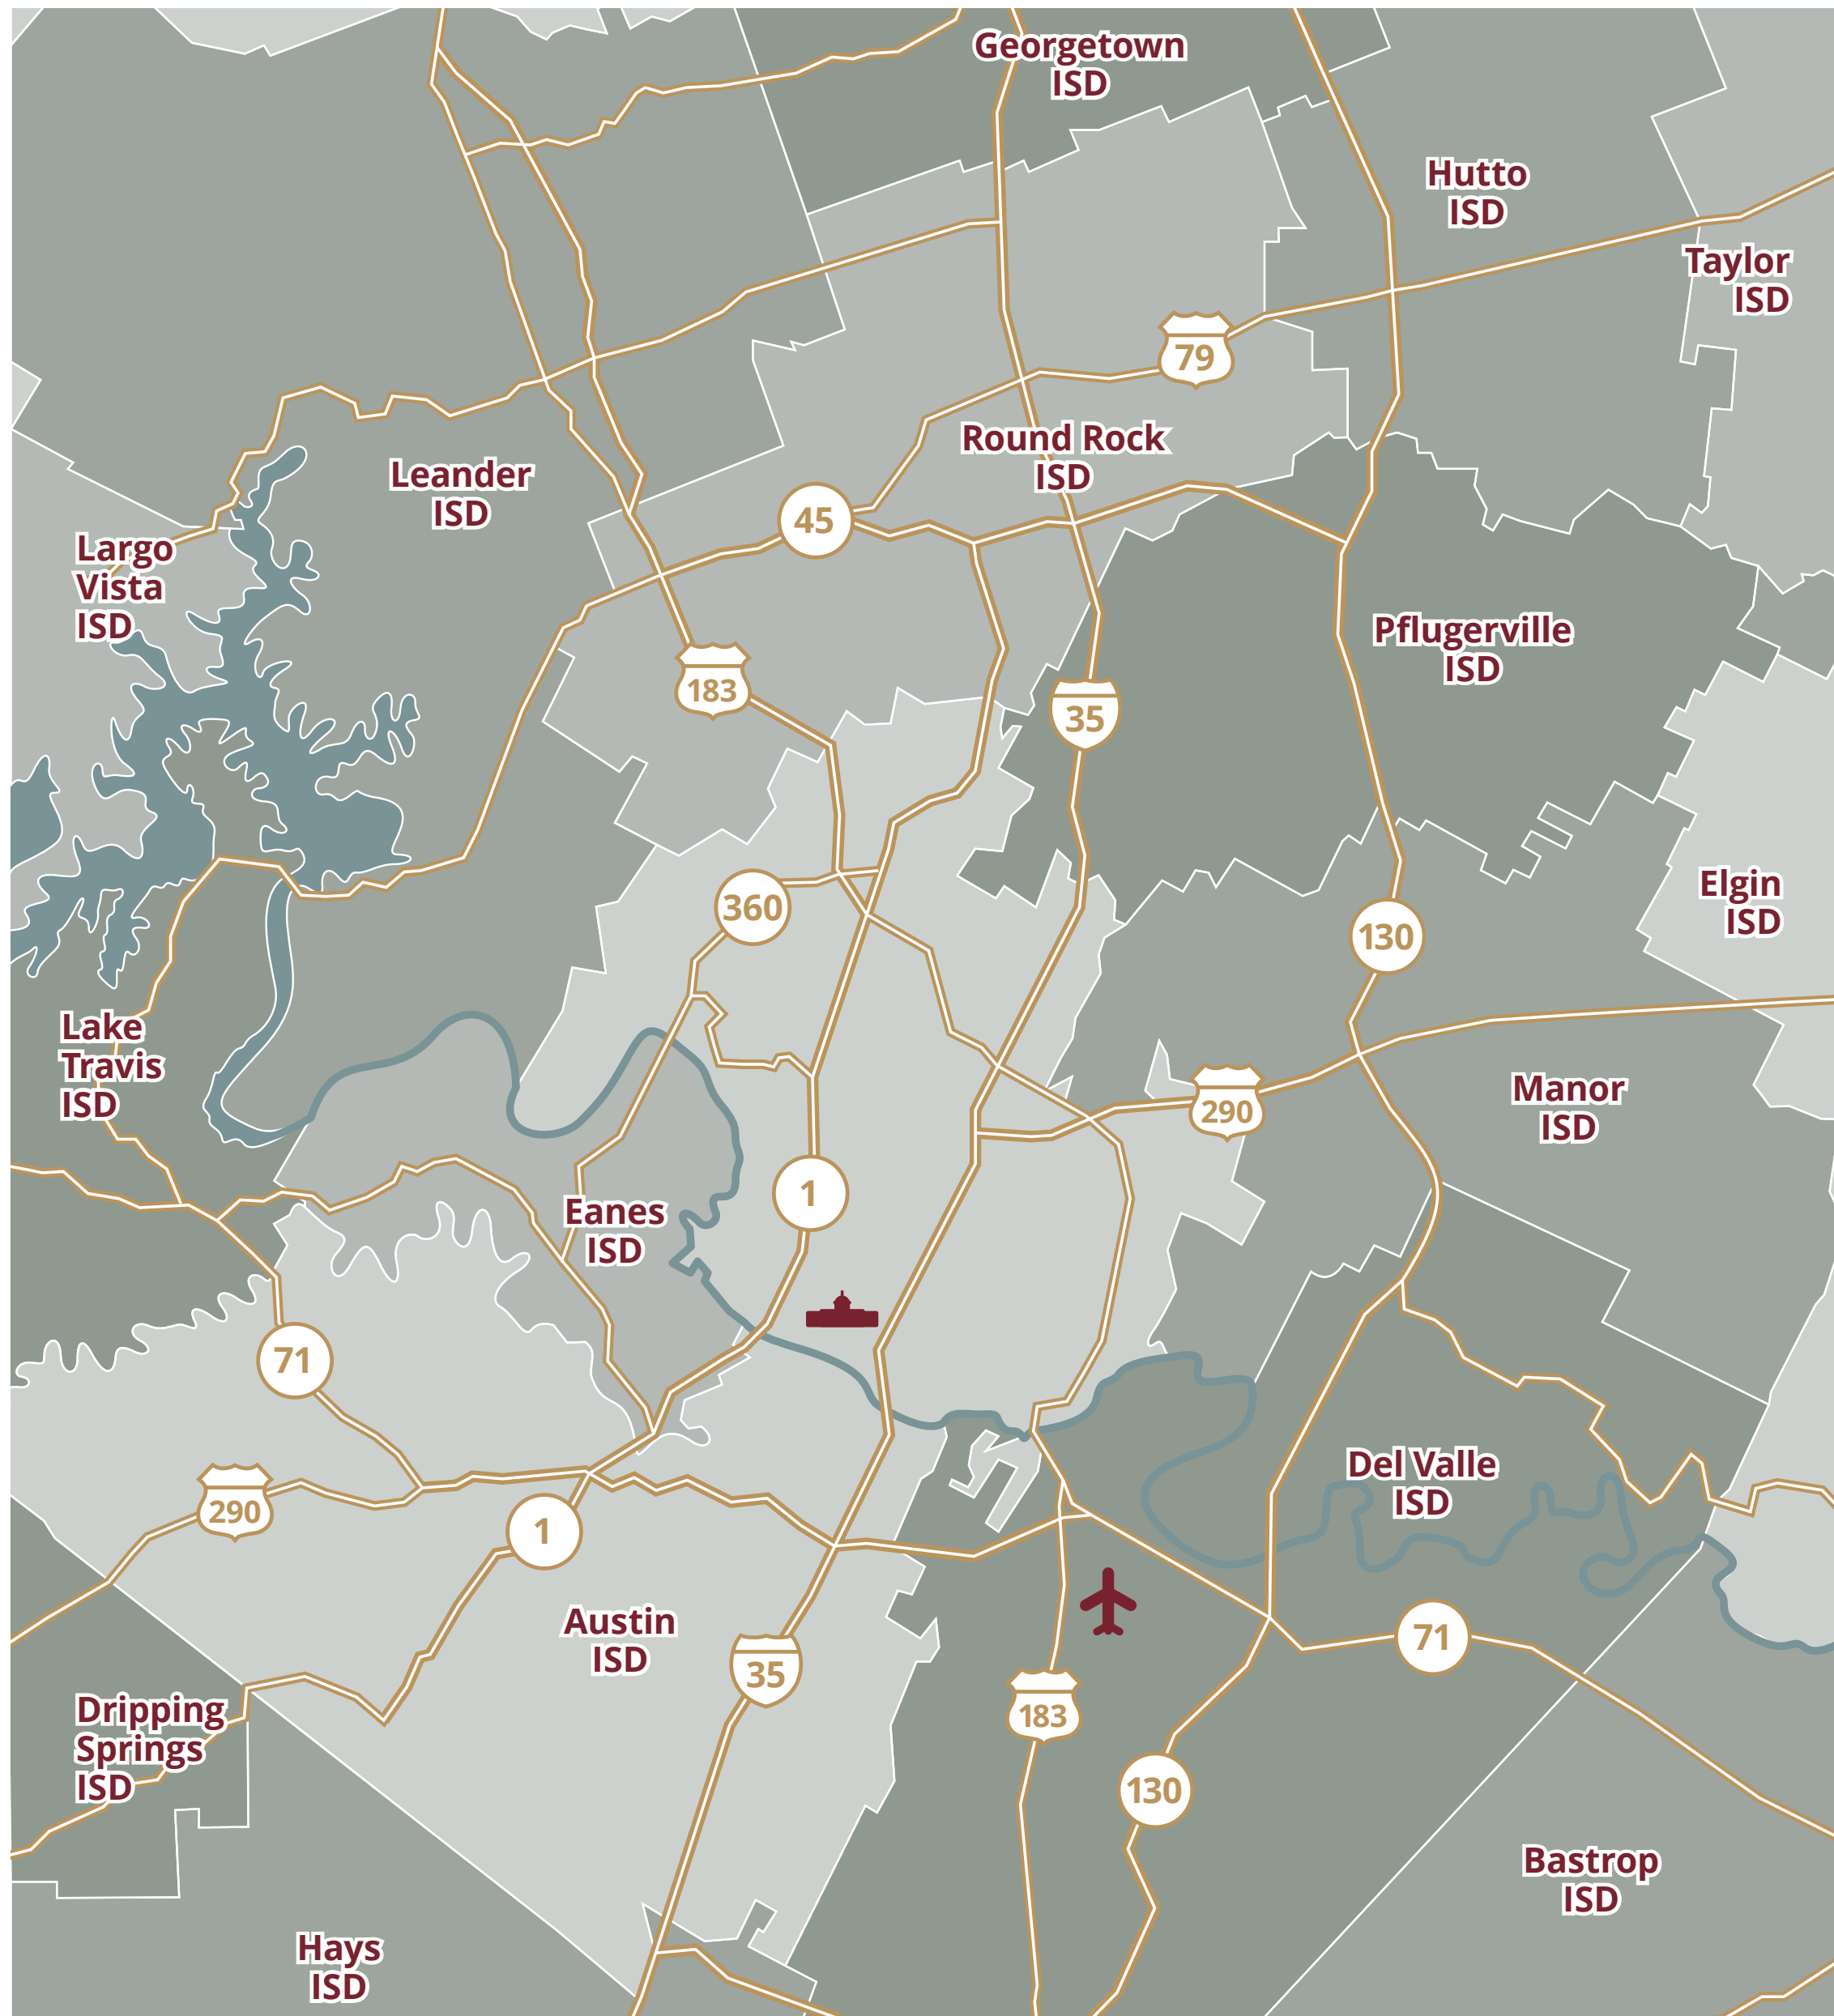 Georgetown
ISD
Hutto
ISD
Taylor
ISD
79
Round Rock
ISD
Leander
ISD
45
Largo
Vista
ISD
Pflugerville
ISD
183
35
Elgin
ISD
360
130
Lake
Travis
ISD
Manor
ISD
290
1
Eanes
ISD
71
Del Valle
ISD
290
1
Austin
ISD
71
35
183
Dripping
Springs
ISD
130
Bastrop
ISD
Hays
ISD